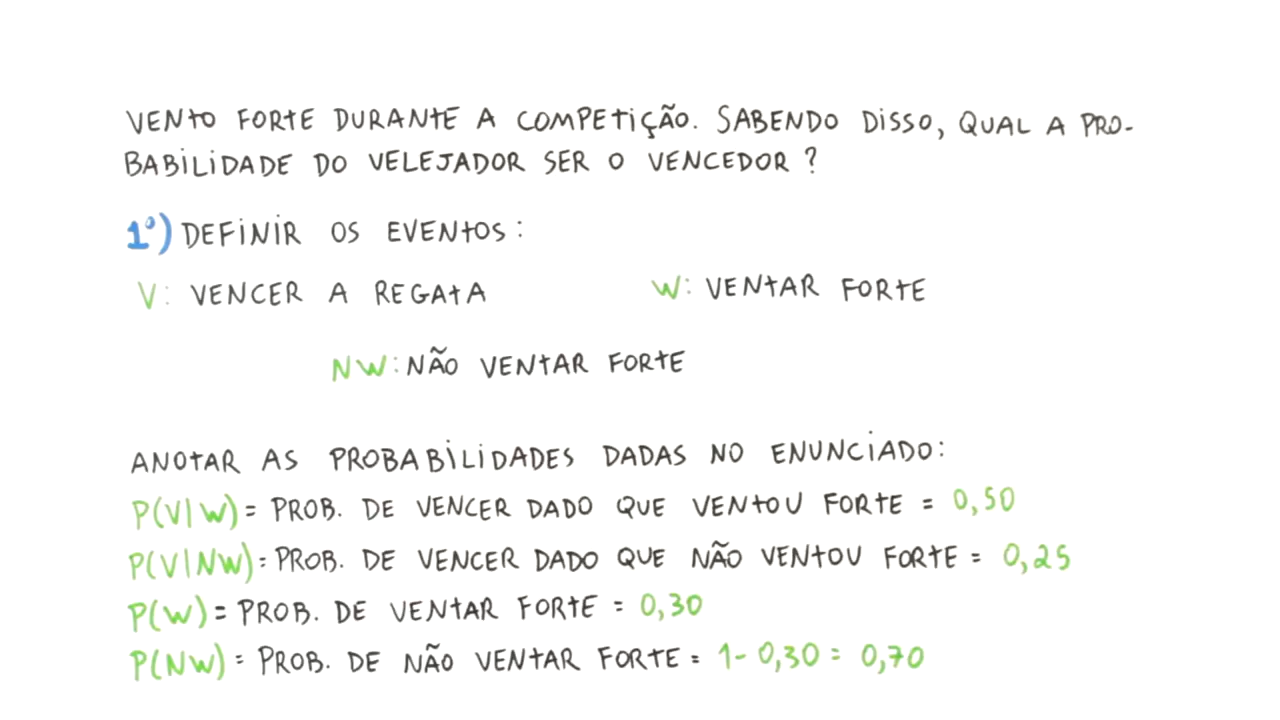 VENTO FORTE DURANTE A COMPETIÇÃO. SABENDO DISSO, QUAL A PRO-
BABILIDADE DO VELEJADOR SER O VENCEDOR?
1º) DEFINIR OS EVENTOS:
V: VENCER A REGATA W: VENTAR FORTE
NW: NÃO VENTAR FORTE
ANOTAR AS PROBABILIDADES DADAS NO ENUNCIADO:
P(V|W) = PROB. DE VENCER DADO QUE VENTOU FORTE = 0,50
P(V|NW) = PROB. DE VENCER DADO QUE NÃO VENTOU FORTE = 0,25
P(W) = PROB. DE VENTAR FORTE = 0,30
P(NW) = PROB. DE NÃO VENTAR FORTE = 1- 0,30 = 0,70